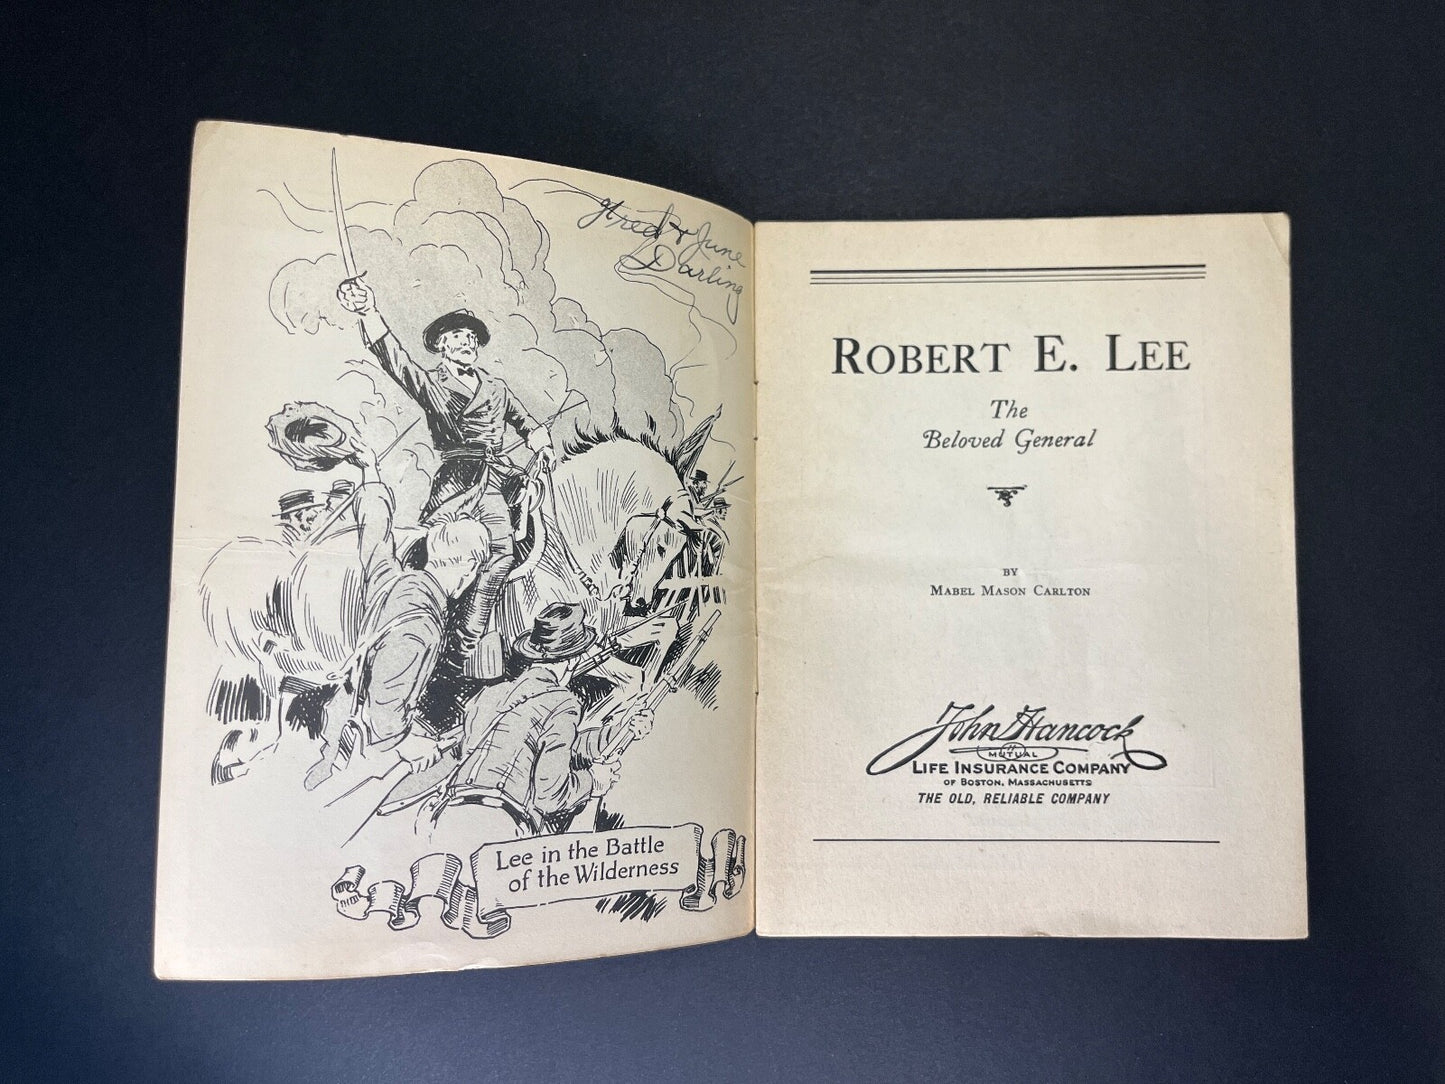 Fred & June
Darling
Lee in the Battle
of the Wilderness
ROBERT E. LEE
The
Beloved General
BY
MABEL MASON CARLTON
John Hancock
MUTUAL
LIFE INSURANCE COMPANY
OF BOSTON, MASSACHUSETTS
THE OLD, RELIABLE COMPANY